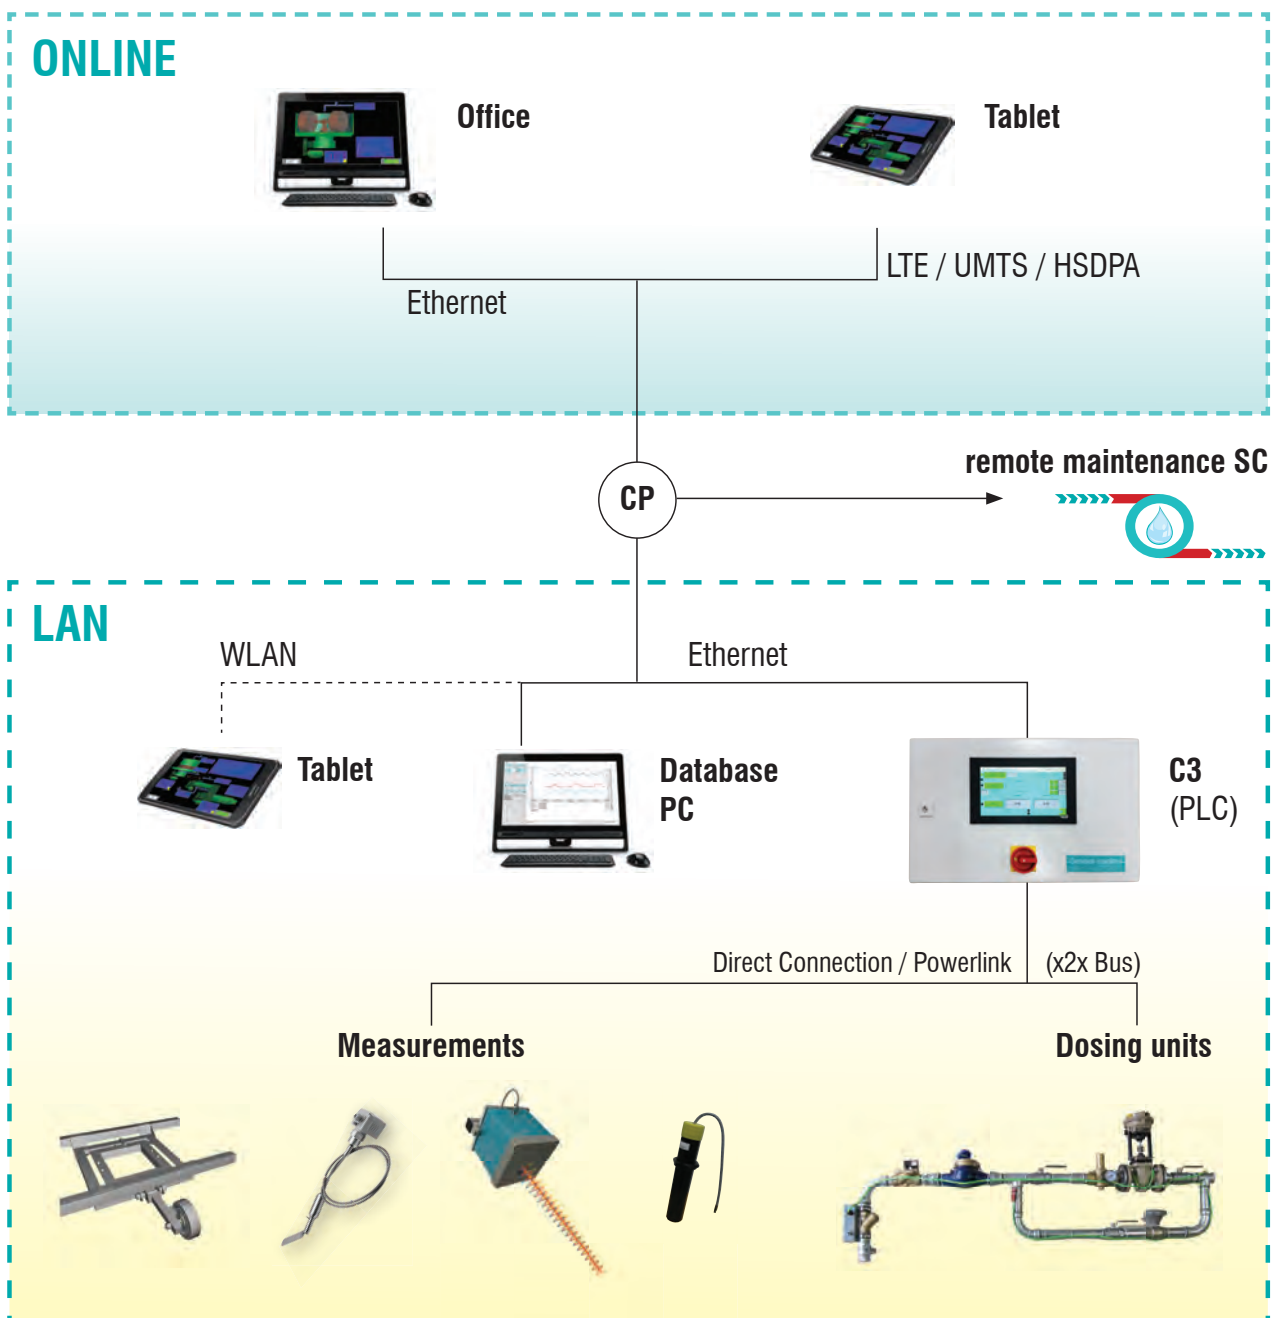 ONLINE
Office
Tablet
LTE / UMTS / HSDPA
Ethernet
remote maintenance SC
CP
LAN
WLAN
Ethernet
Tablet
Database
PC
C3
(PLC)
Direct Connection / Powerlink
(x2x Bus)
Measurements
Dosing units